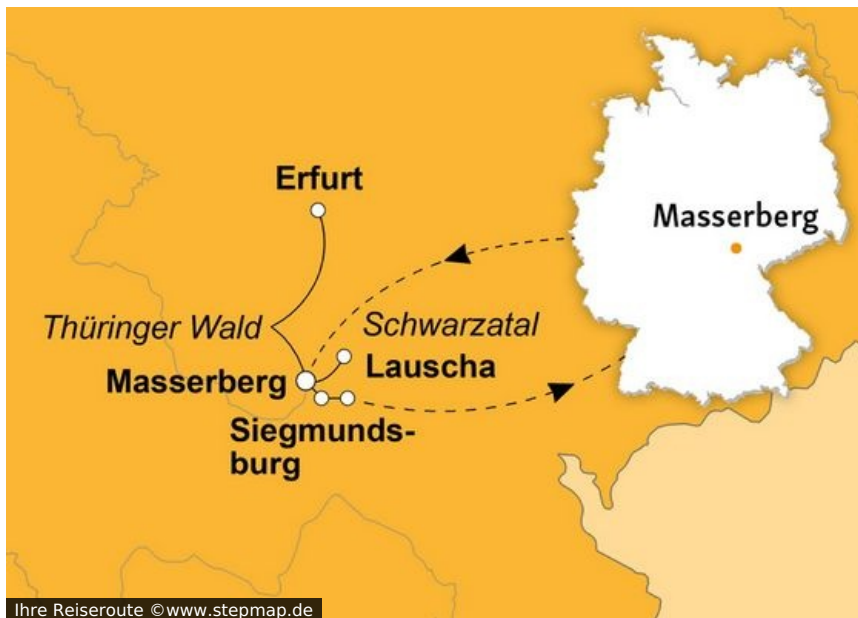 Erfurt
Masserberg
Thüringer Wald
Schwarzatal
Masserberg
Lauscha
Siegmunds-
burg
Ihre Reiseroute ©www.stepmap.de